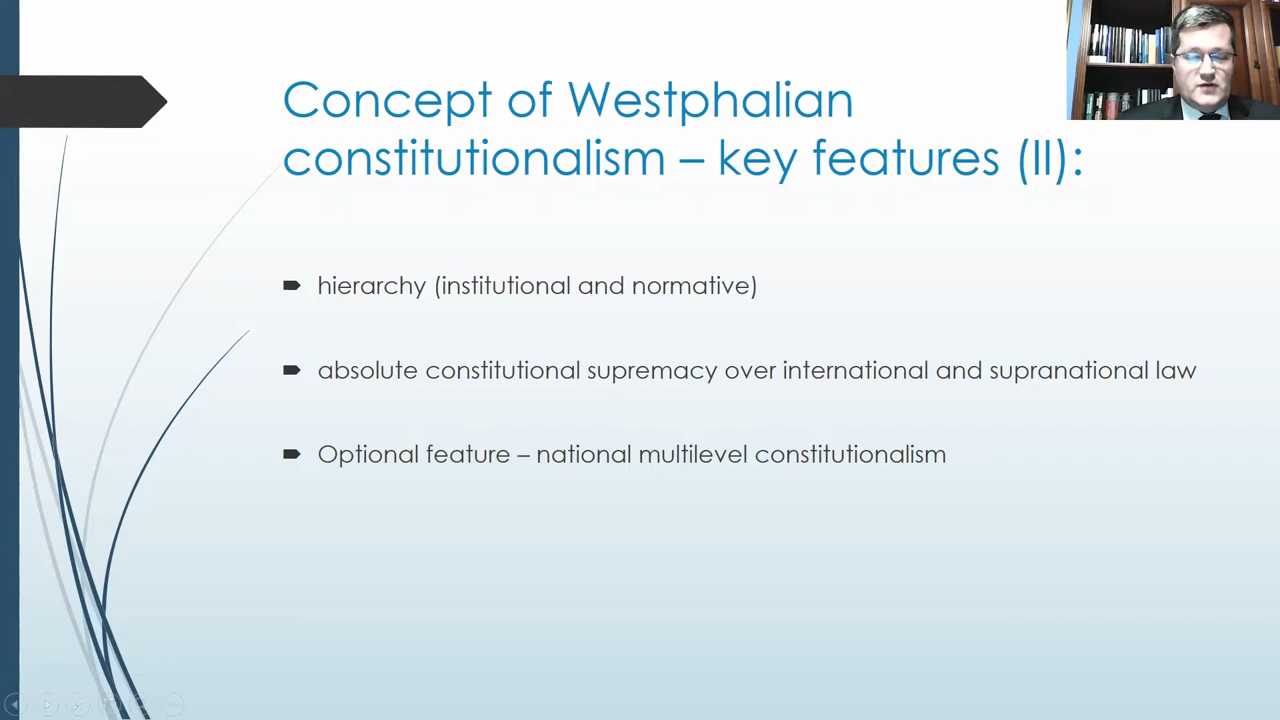 Concept of Westphalian
constitutionalism – key features (II):
hierarchy (institutional and normative)
absolute constitutional supremacy over international and supranational law
Optional feature – national multilevel constitutionalism